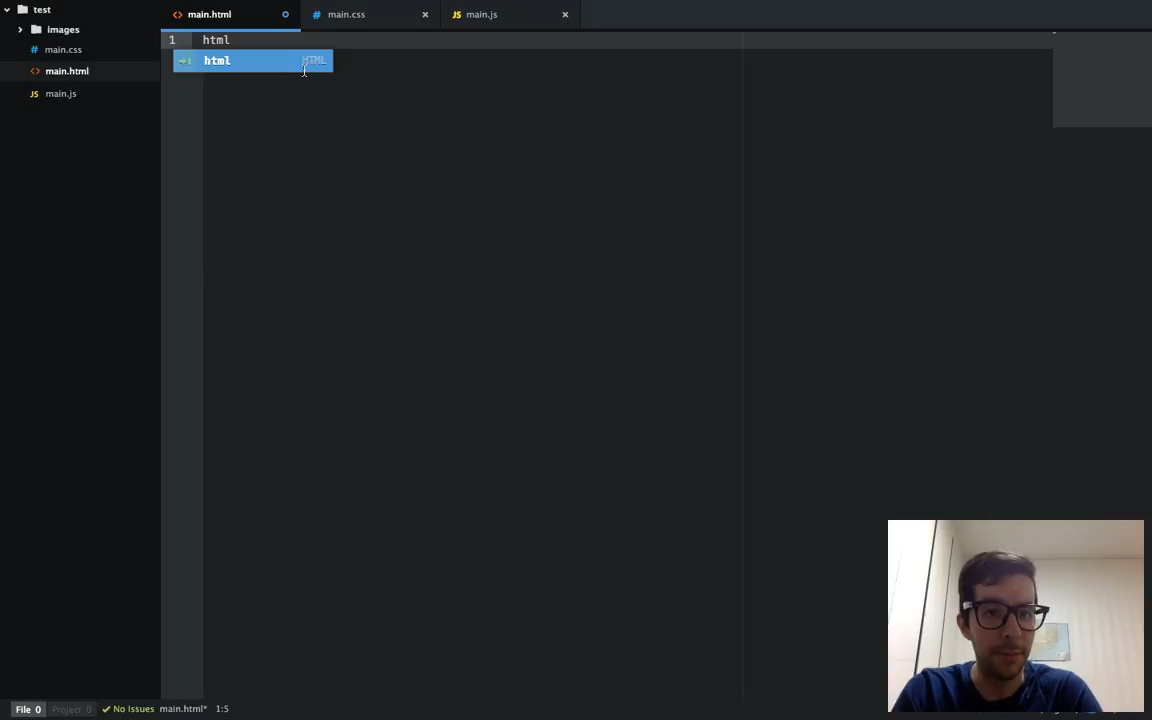 test
images
main.css
main.html
main.js
main.html
main.css
main.js
1 html
html HTML
File 0 Project 0 No Issues main.html* 1:5